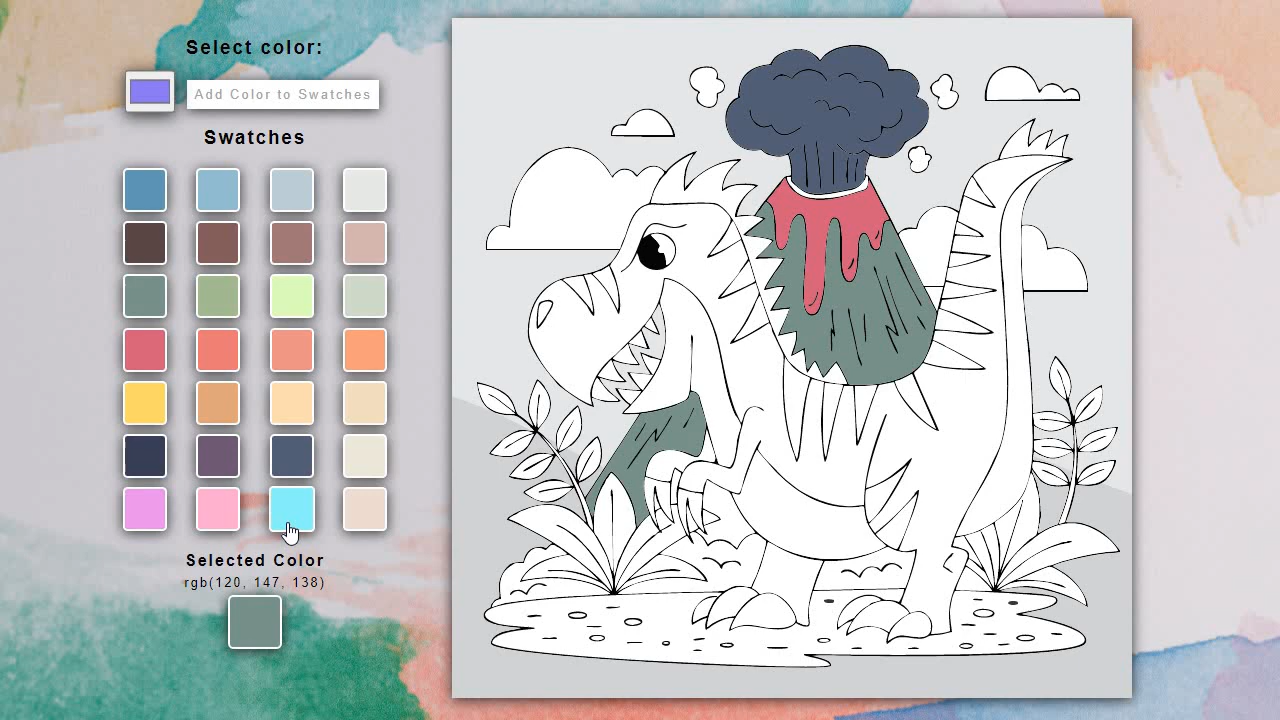 Select color:
Add Color to Swatches
Swatches
Selected Color
rgb(120, 147, 138)